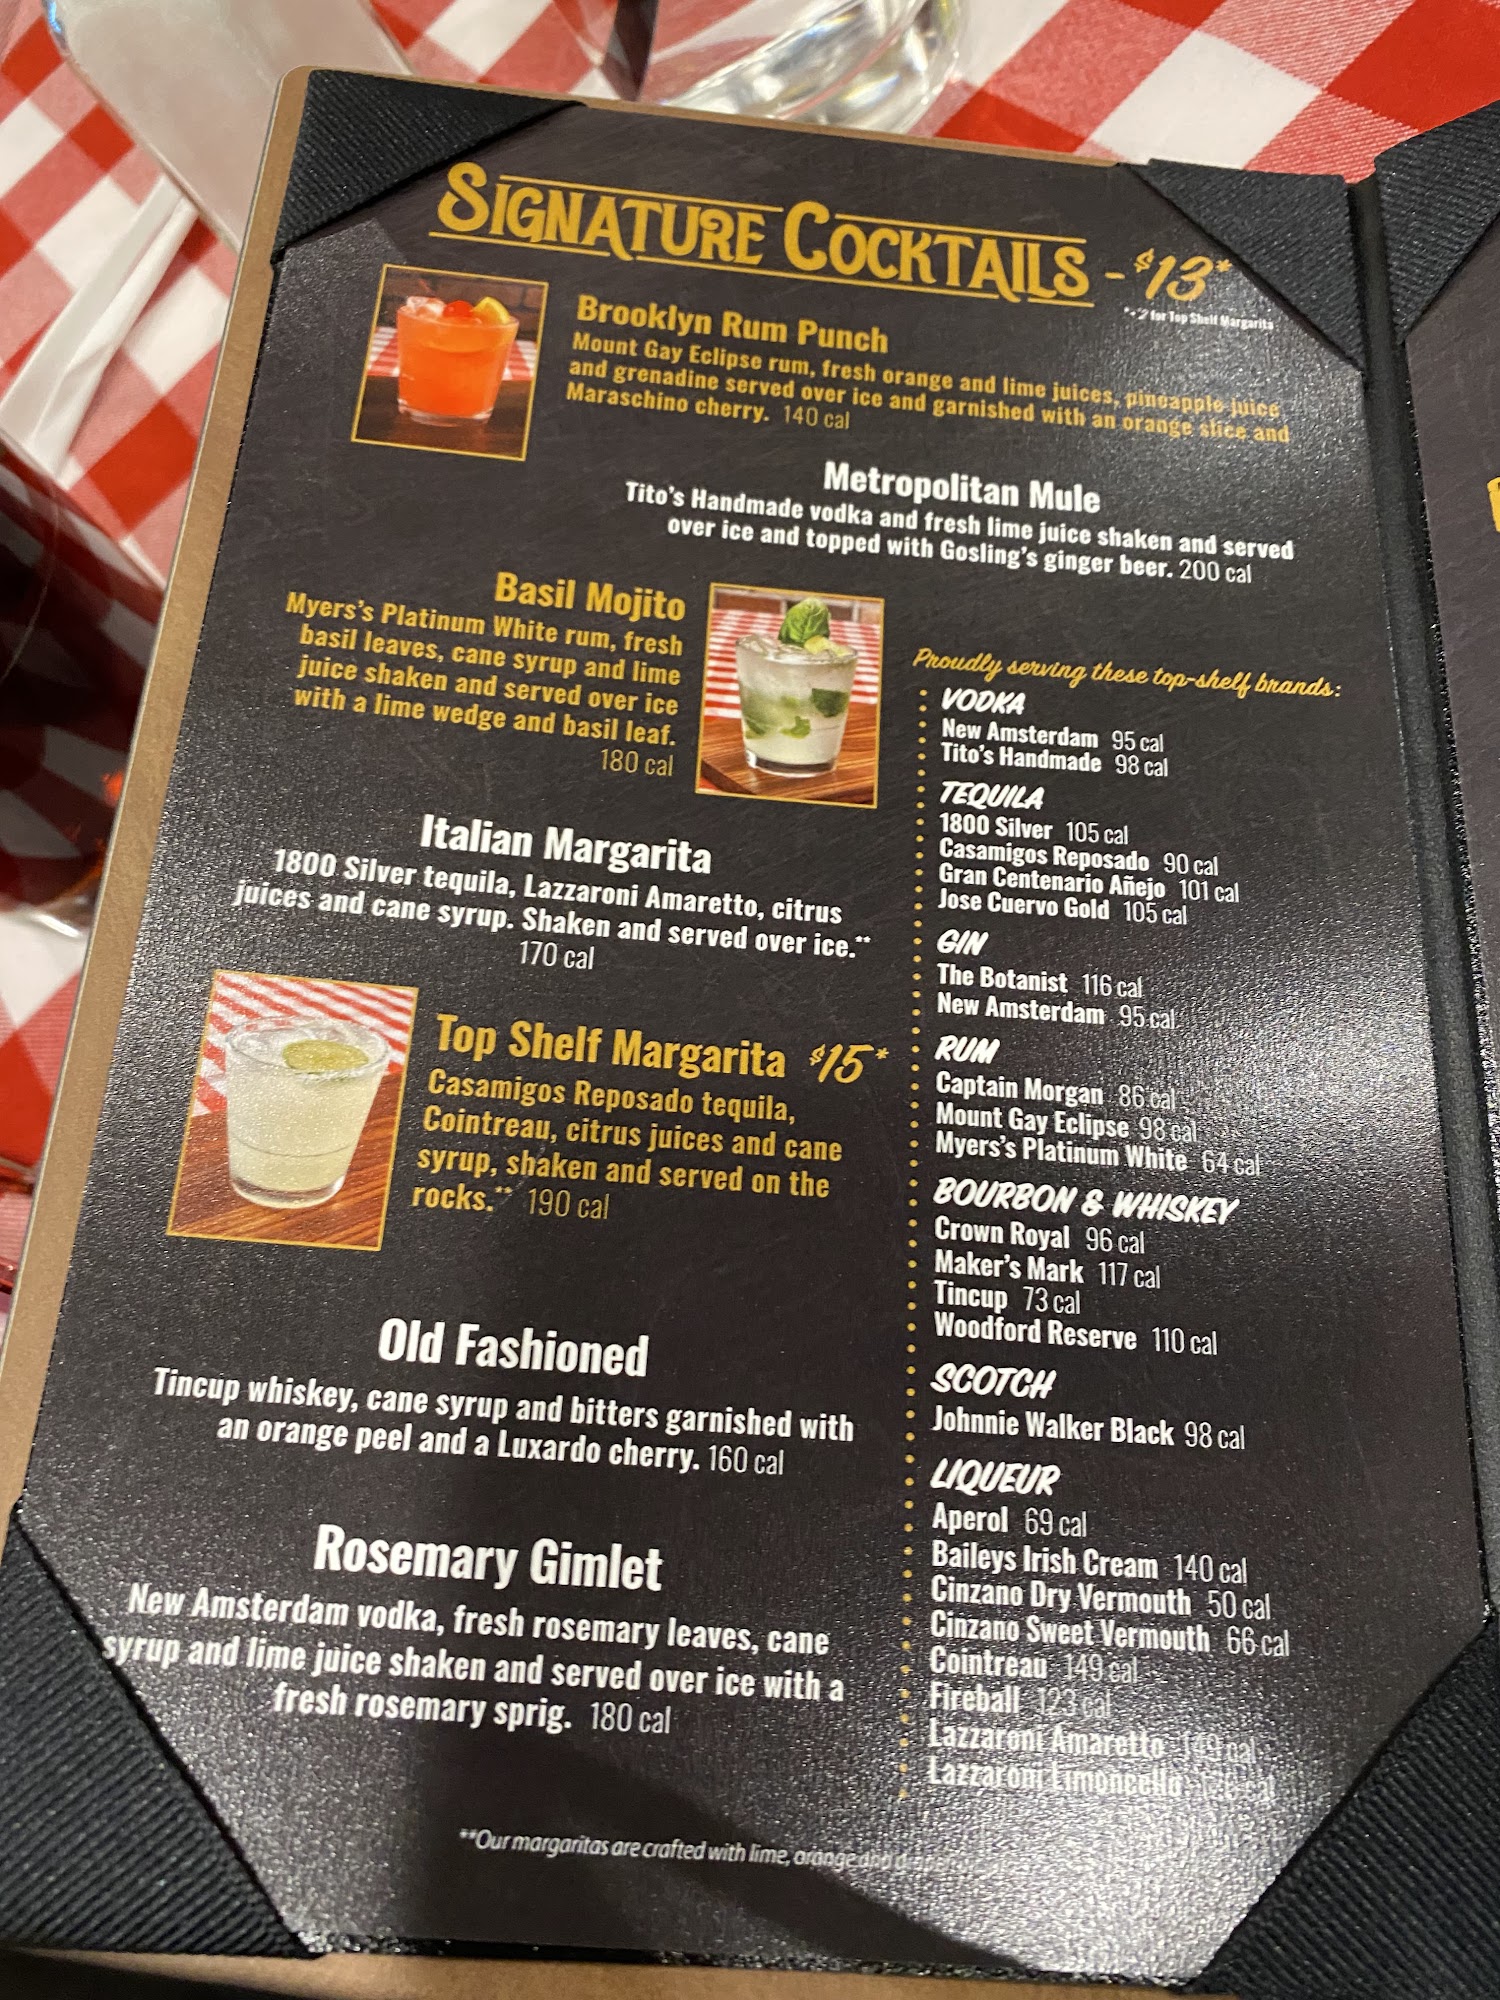 SIGNATURE COCKTAILS - $13*
for Top Shelf Margarita
Brooklyn Rum Punch
Mount Gay Eclipse rum, fresh orange and lime juices, pineapple juice
and grenadine served over ice and garnished with an orange slice and
Maraschino cherry. 140 cal
Metropolitan Mule
Tito's Handmade vodka and fresh lime juice shaken and served
over ice and topped with Gosling's ginger beer. 200 cal
Basil Mojito
Myers's Platinum White rum, fresh
basil leaves, cane syrup and lime
juice shaken and served over ice
with a lime wedge and basil leaf.
180 cal
Italian Margarita
1800 Silver tequila, Lazzaroni Amaretto, citrus
juices and cane syrup. Shaken and served over ice.**
170 cal
Top Shelf Margarita $15*
Casamigos Reposado tequila,
Cointreau, citrus juices and cane
syrup, shaken and served on the
rocks.** 190 cal
Old Fashioned
Tincup whiskey, cane syrup and bitters garnished with
an orange peel and a Luxardo cherry. 160 cal
Rosemary Gimlet
New Amsterdam vodka, fresh rosemary leaves, cane
syrup and lime juice shaken and served over ice with a
fresh rosemary sprig. 180 cal
Proudly serving these top-shelf brands:
VODKA
New Amsterdam 95 cal
Tito's Handmade 98 cal
TEQUILA
1800 Silver 105 cal
Casamigos Reposado 90 cal
Gran Centenario Añejo 101 cal
Jose Cuervo Gold 105 cal
GIN
The Botanist 116 cal
New Amsterdam 95 cal
RUM
Captain Morgan 86 cal
Mount Gay Eclipse 98 cal
Myers's Platinum White 64 cal
BOURBON & WHISKEY
Crown Royal 96 cal
Maker's Mark 117 cal
Tincup 73 cal
Woodford Reserve 110 cal
SCOTCH
Johnnie Walker Black 98 cal
LIQUEUR
Aperol 69 cal
Baileys Irish Cream 140 cal
Cinzano Dry Vermouth 50 cal
Cinzano Sweet Vermouth 66 cal
Cointreau 149 cal
Fireball 123 cal
Lazzaroni Amaretto 149 cal
Lazzaroni Limoncello cal
**Our margaritas are crafted with lime, orange and